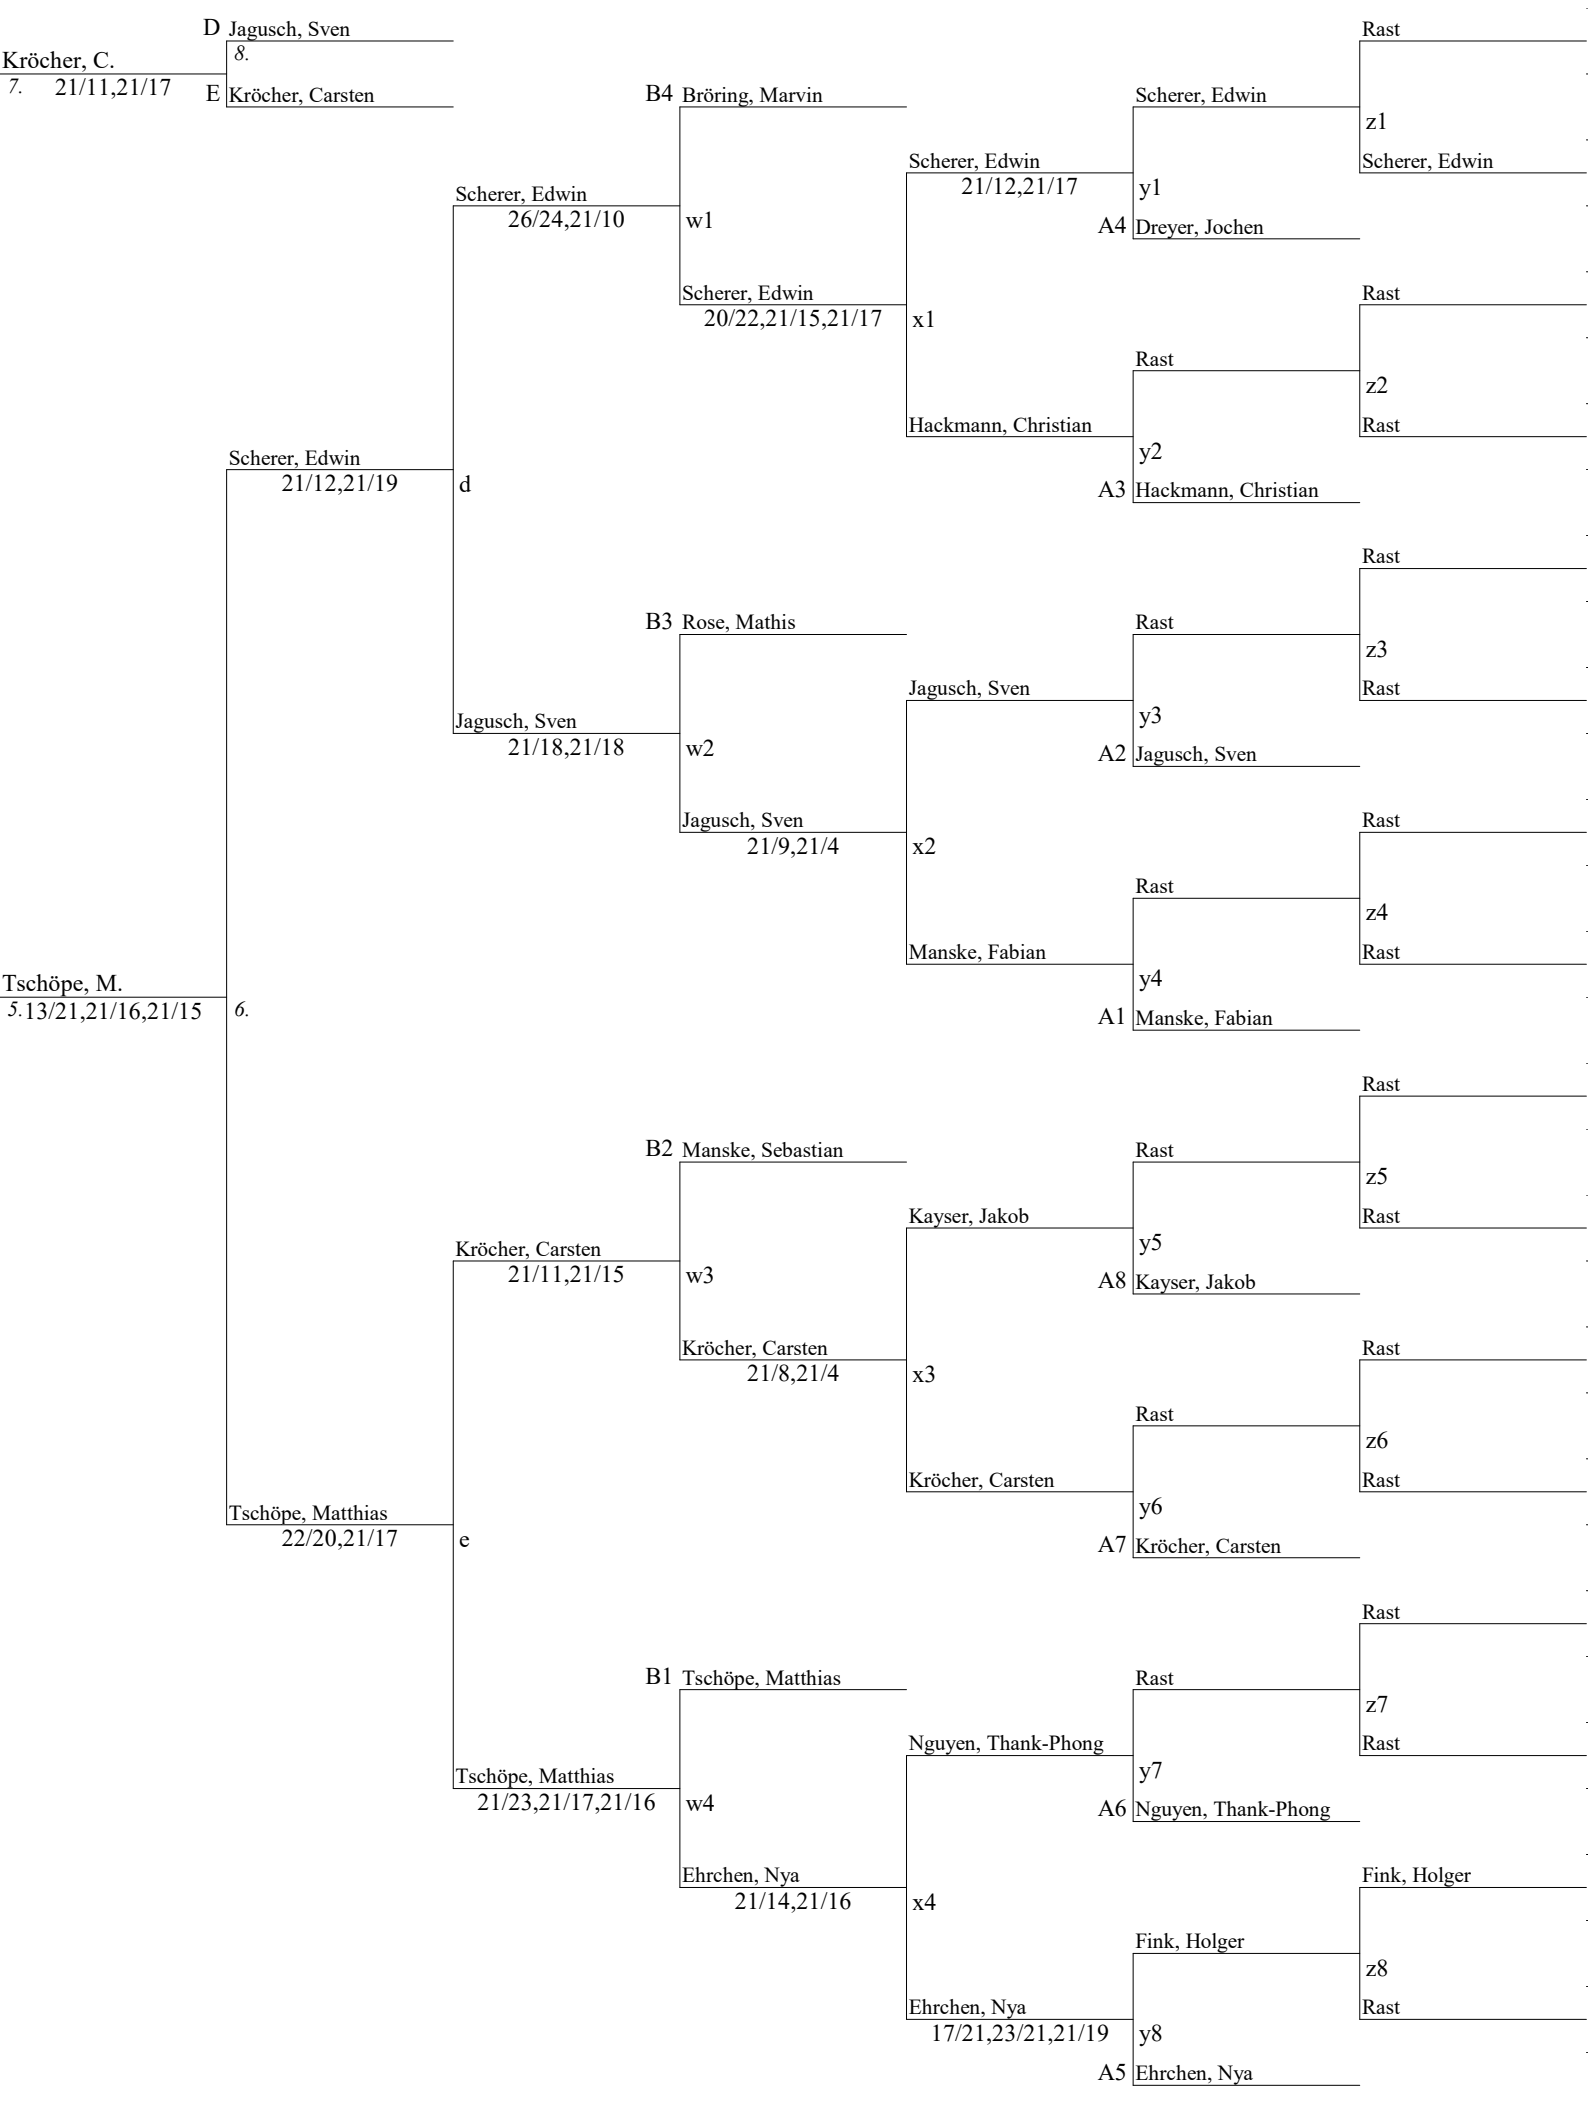 D Jagusch, Sven
Rast
8.
Kröcher, C.
7. 21/11,21/17
E Kröcher, Carsten
B4 Bröring, Marvin
Scherer, Edwin
z1
Scherer, Edwin
Scherer, Edwin
21/12,21/17
y1
Scherer, Edwin
26/24,21/10
w1
A4 Dreyer, Jochen
Scherer, Edwin
Rast
20/22,21/15,21/17
x1
Rast
z2
Hackmann, Christian
Rast
y2
Scherer, Edwin
21/12,21/19
d
A3 Hackmann, Christian
Rast
B3 Rose, Mathis
Rast
z3
Jagusch, Sven
Rast
y3
Jagusch, Sven
21/18,21/18
w2
A2 Jagusch, Sven
Jagusch, Sven
Rast
21/9,21/4
x2
Rast
z4
Manske, Fabian
Rast
y4
Tschöpe, M.
5.13/21,21/16,21/15
6.
A1 Manske, Fabian
Rast
B2 Manske, Sebastian
Rast
z5
Kayser, Jakob
Rast
y5
Kröcher, Carsten
21/11,21/15
w3
A8 Kayser, Jakob
Kröcher, Carsten
Rast
21/8,21/4
x3
Rast
z6
Kröcher, Carsten
Rast
y6
Tschöpe, Matthias
22/20,21/17
e
A7 Kröcher, Carsten
Rast
B1 Tschöpe, Matthias
Rast
z7
Nguyen, Thank-Phong
Rast
y7
Tschöpe, Matthias
21/23,21/17,21/16
w4
A6 Nguyen, Thank-Phong
Ehrchen, Nya
Fink, Holger
21/14,21/16
x4
Fink, Holger
z8
Ehrchen, Nya
Rast
17/21,23/21,21/19
y8
A5 Ehrchen, Nya